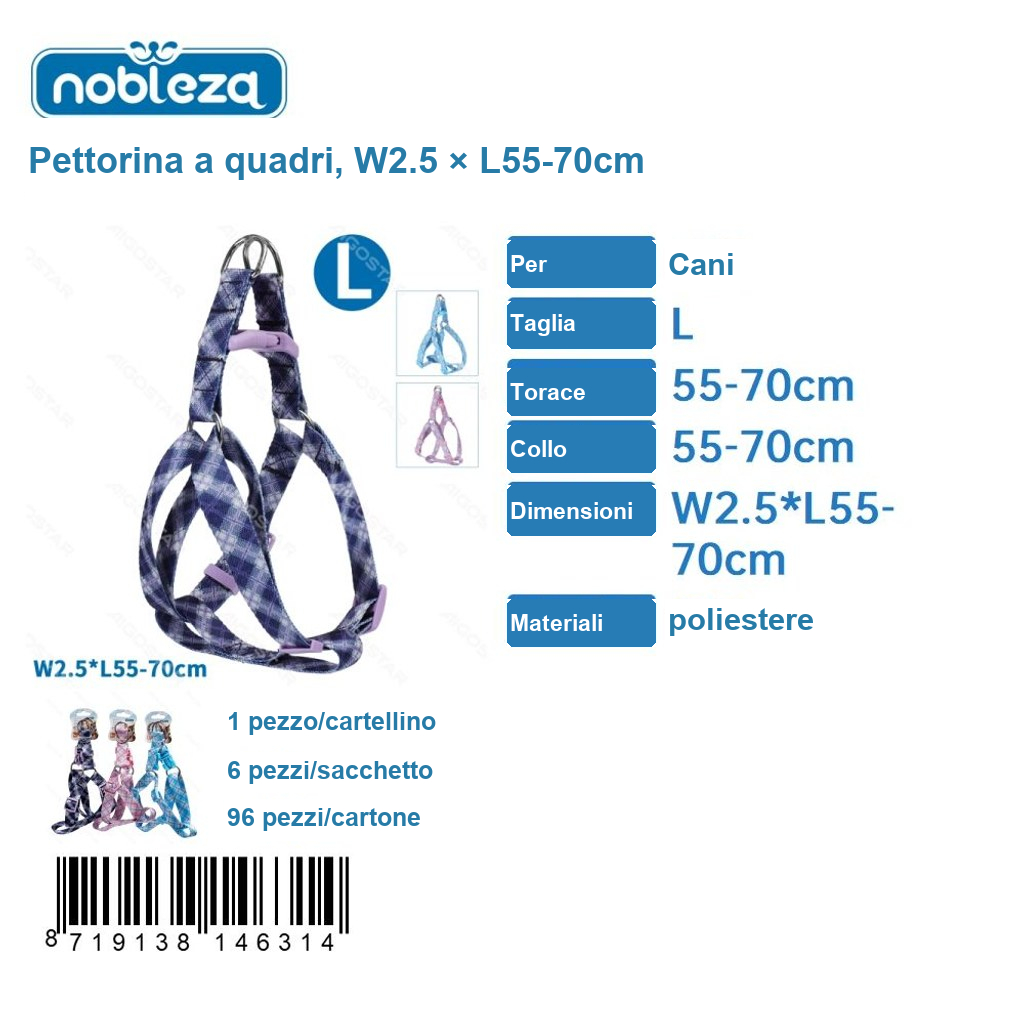 nobleza
Pettorina a quadri, W2.5 × L55-70cm
L
Per
Cani
Taglia
L
Torace
55-70cm
Collo
55-70cm
Dimensioni
W2.5*L55-
70cm
Materiali
poliestere
W2.5*L55-70cm
1 pezzo/cartellino
6 pezzi/sacchetto
96 pezzi/cartone
8 719138 146314
AIGOSTAR